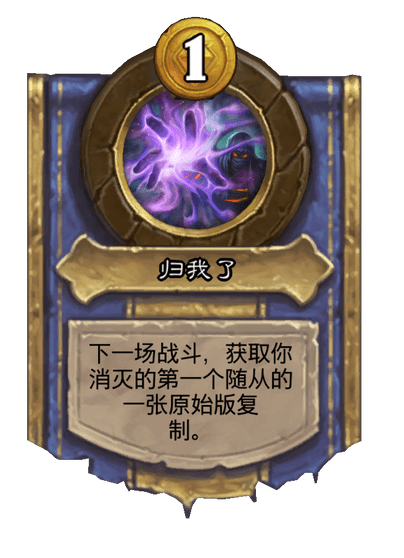 1
归我了
下一场战斗，获取你
消灭的第一个随从的
一张原始版复
制。